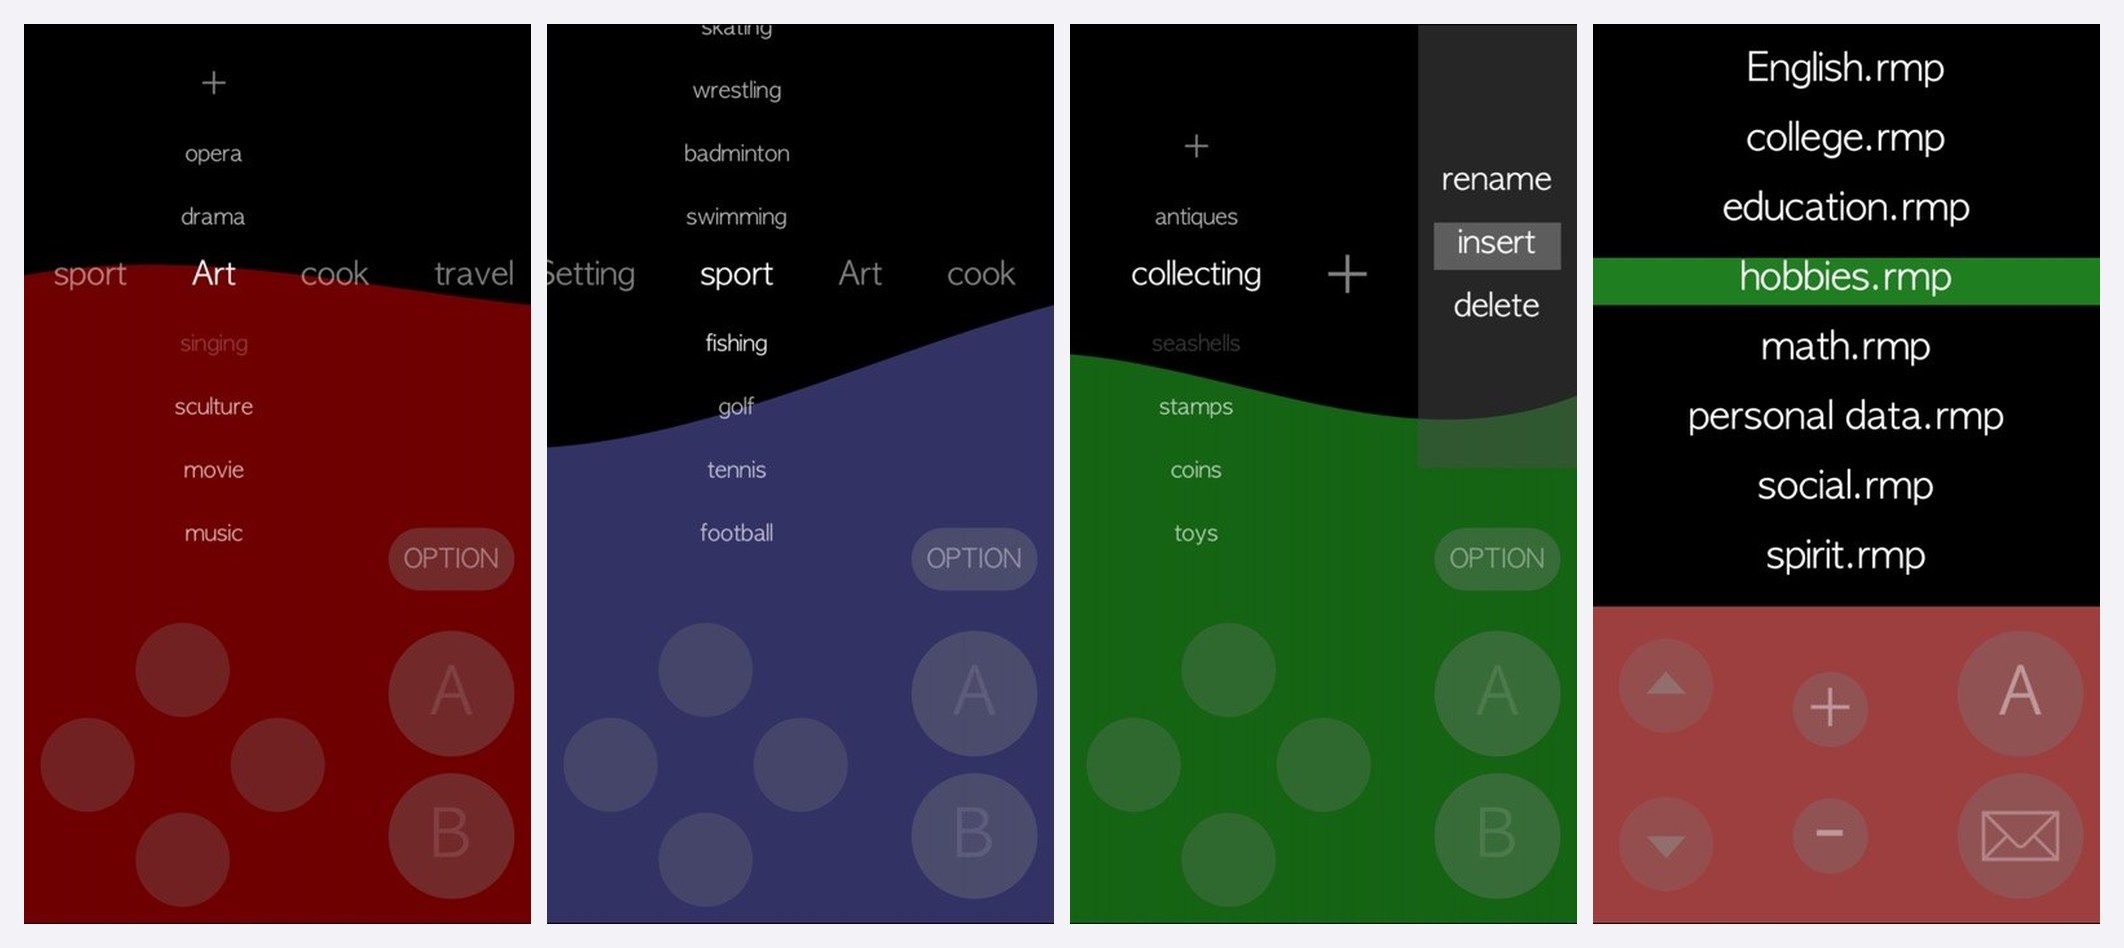 +
opera
drama
sport Art cook travel
singing
sculture
movie
music
OPTION
A
B
skating
wrestling
badminton
swimming
Setting sport Art cook
fishing
golf
tennis
football
OPTION
A
B
+
antiques
collecting +
seashells
stamps
coins
toys
rename
insert
delete
OPTION
A
B
English.rmp
college.rmp
education.rmp
hobbies.rmp
math.rmp
personal data.rmp
social.rmp
spirit.rmp
+
A
-